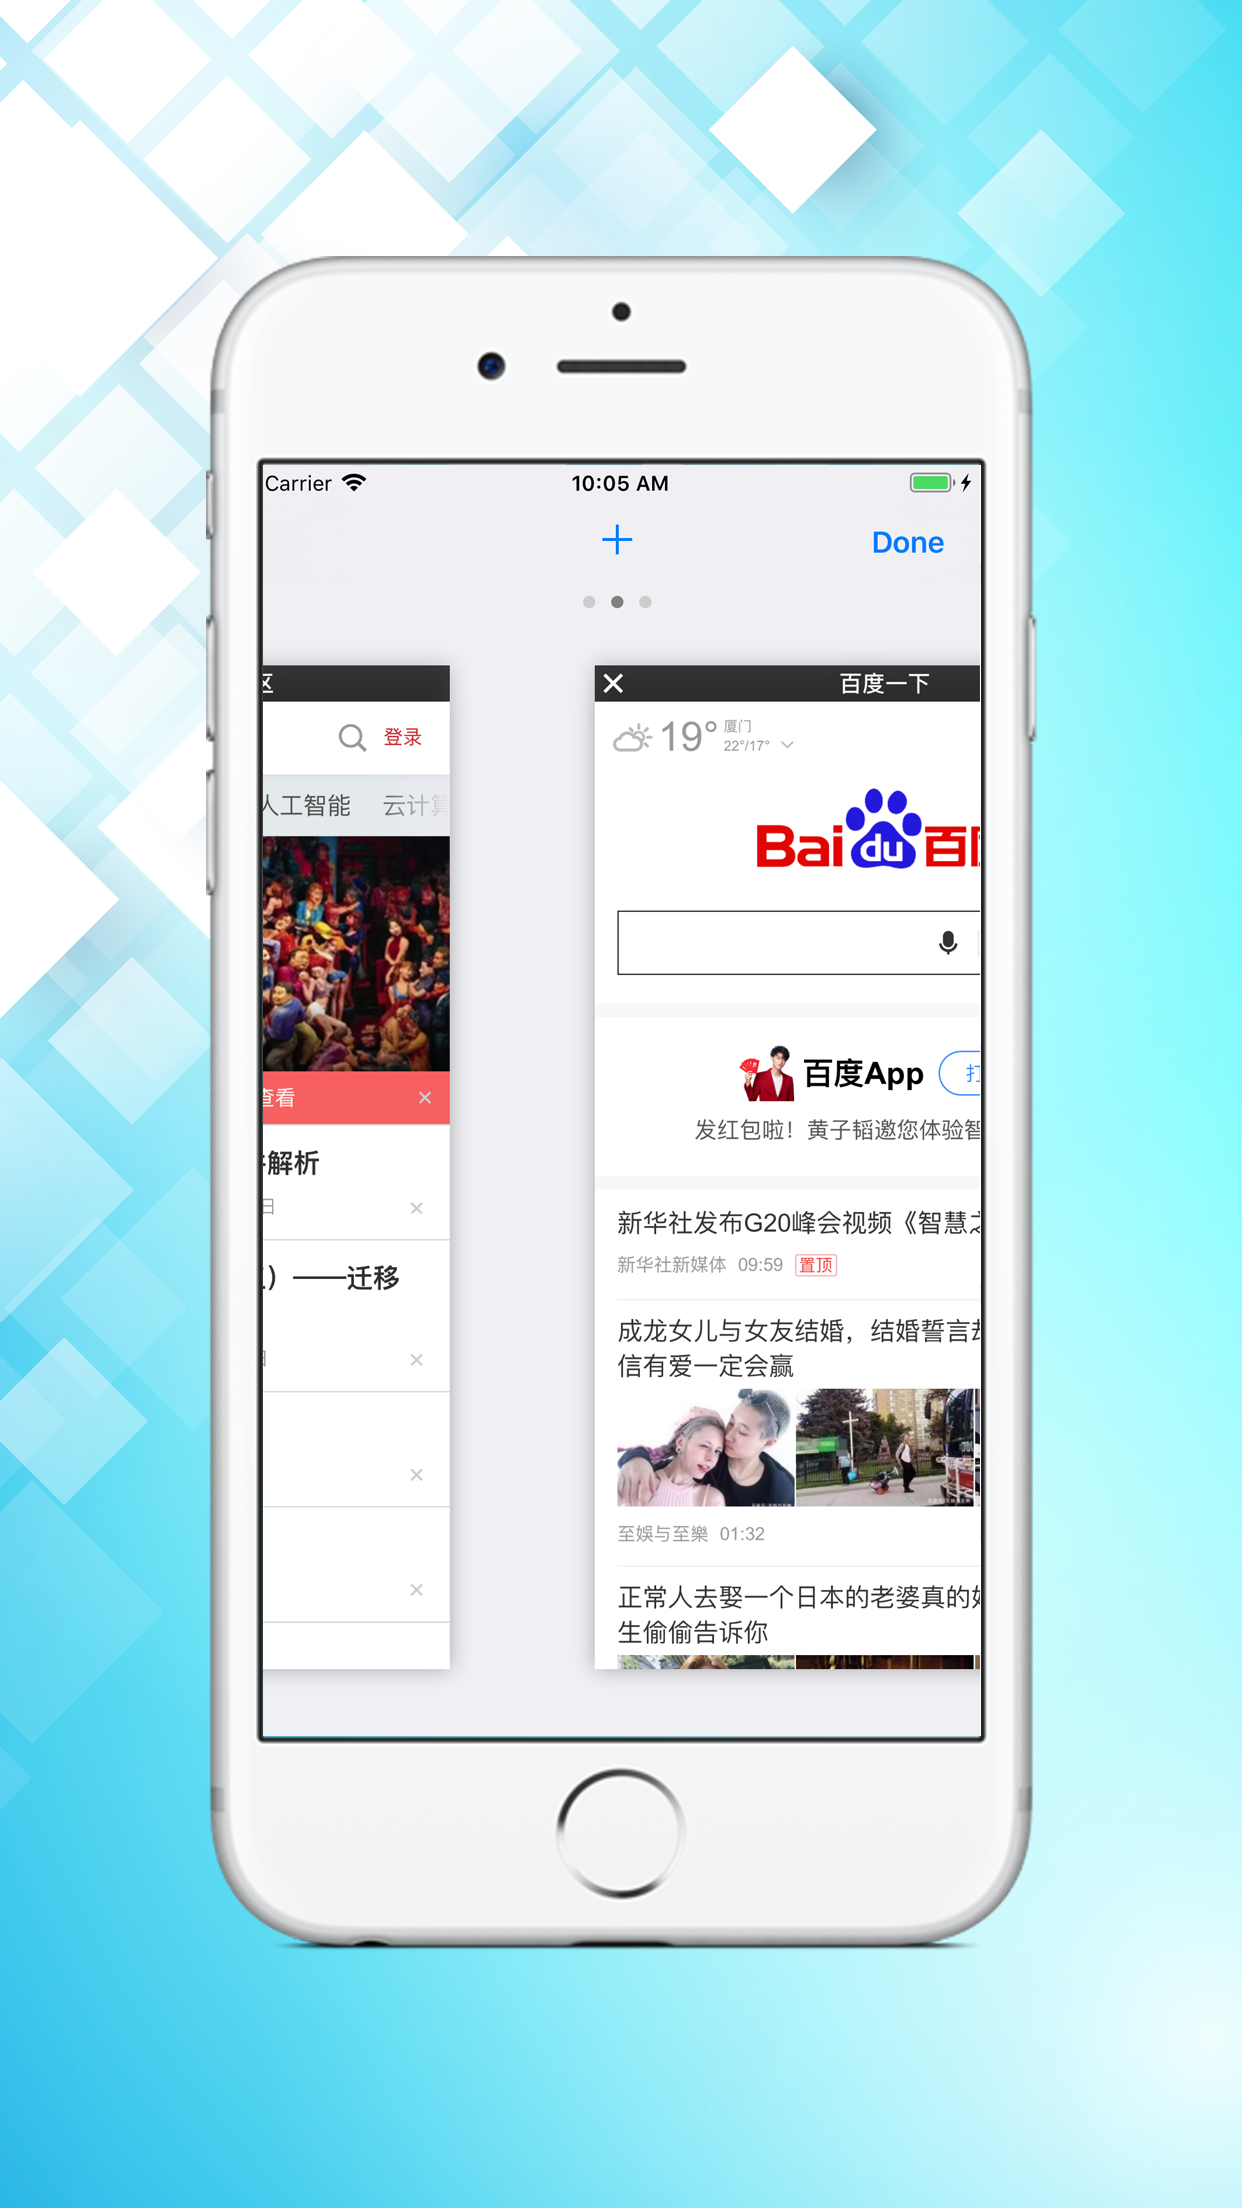 Carrier
10:05 AM
Done
区
登录
人工智能 云计算
查看
解析
日
）——迁移
百度一下
19°
厦门
22°/17°
Bai du 百
百度App
发红包啦！黄子韬邀您体验智
新华社发布G20峰会视频《智慧之
新华社新媒体 09:59 置顶
成龙女儿与女友结婚，结婚誓言
信有爱一定会赢
至娛与至樂 01:32
正常人去娶一个日本的老婆真的
生偷偷告诉你